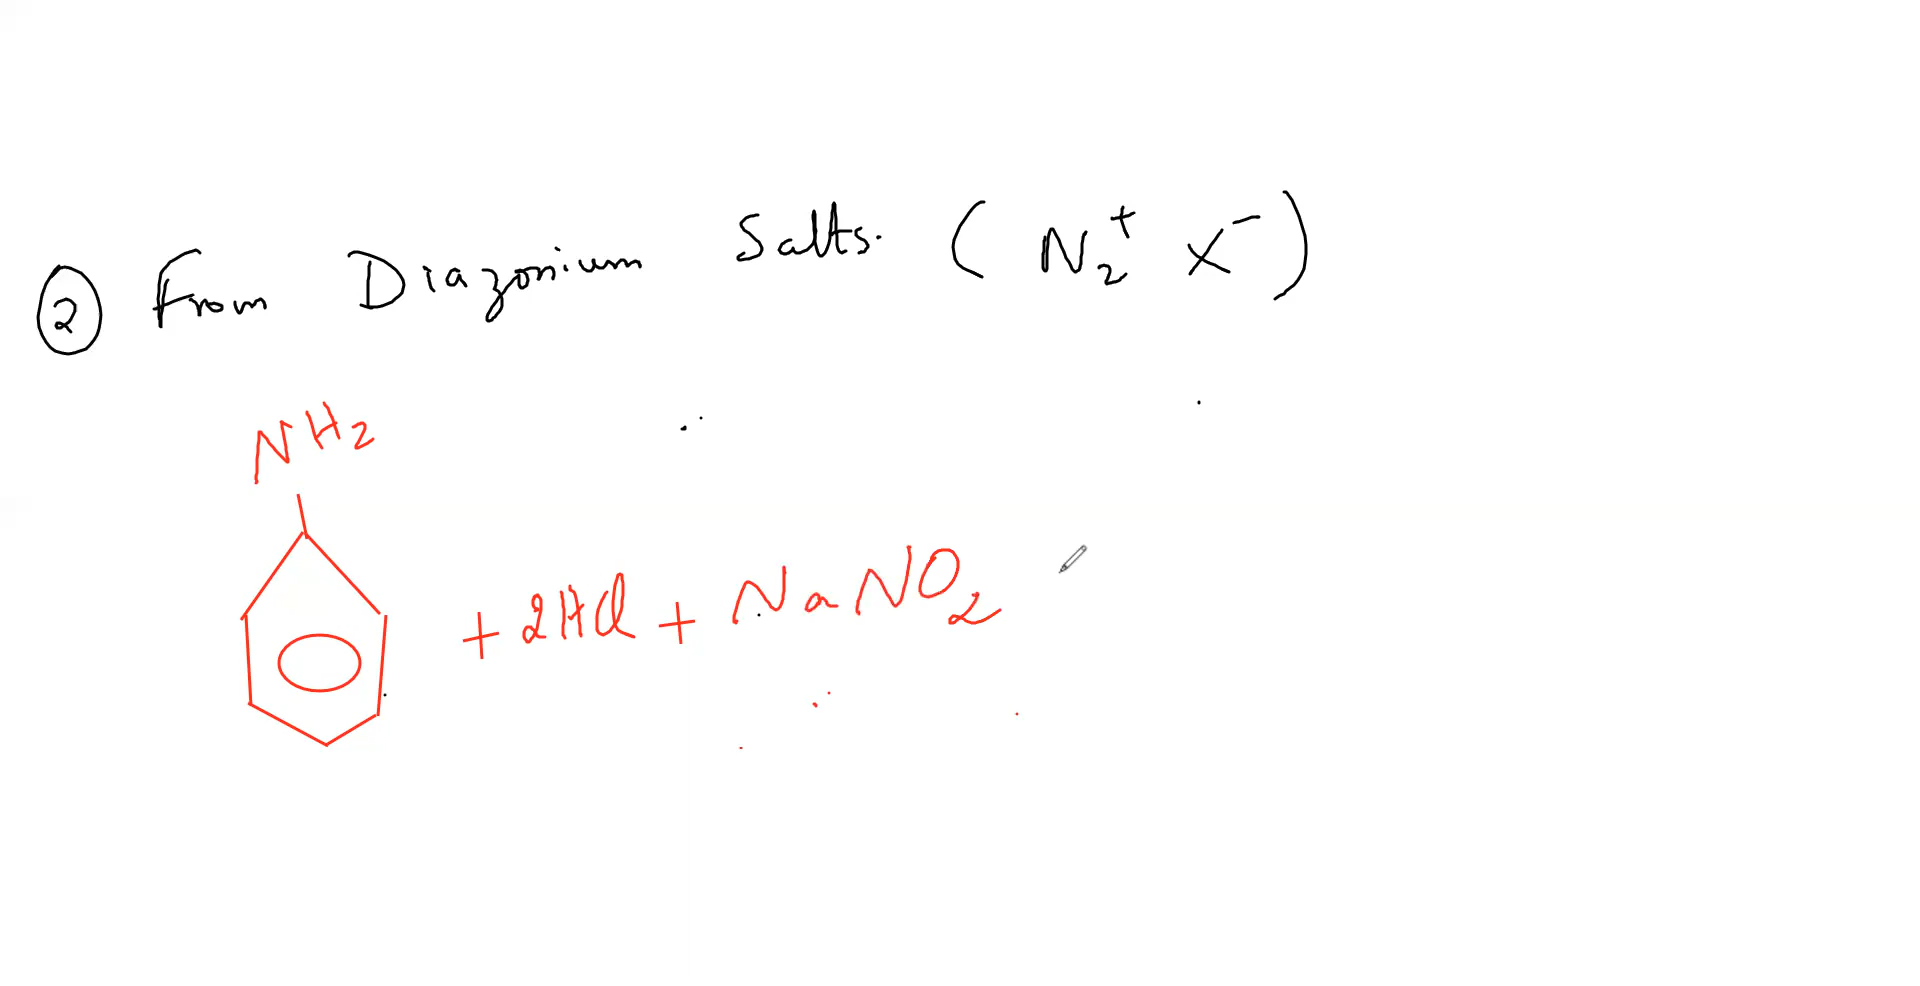 ② From Diazonium Salts. (N₂⁺ X⁻)
NH₂
+ 2HCl + NaNO₂